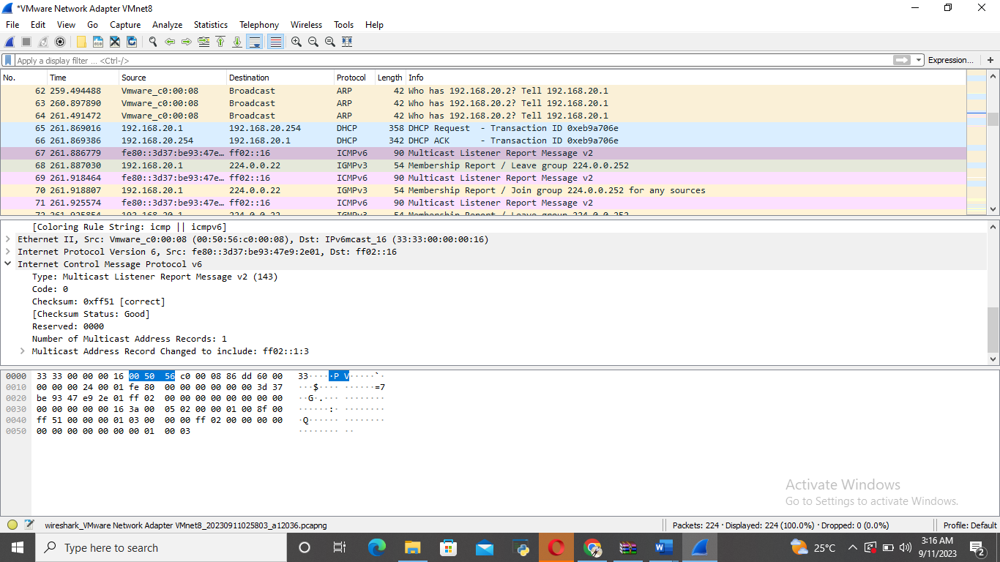 *VMware Network Adapter VMnet8
File Edit View Go Capture Analyze Statistics Telephony Wireless Tools Help
Apply a display filter ... <Ctrl-/> Expression... +
No. Time Source Destination Protocol Length Info
62 259.494488 Vmware_c0:00:08 Broadcast ARP 42 Who has 192.168.20.2? Tell 192.168.20.1
63 260.897890 Vmware_c0:00:08 Broadcast ARP 42 Who has 192.168.20.2? Tell 192.168.20.1
64 261.491472 Vmware_c0:00:08 Broadcast ARP 42 Who has 192.168.20.2? Tell 192.168.20.1
65 261.869016 192.168.20.1 192.168.20.254 DHCP 358 DHCP Request - Transaction ID 0xeb9a706e
66 261.869386 192.168.20.254 192.168.20.1 DHCP 342 DHCP ACK - Transaction ID 0xeb9a706e
67 261.886779 fe80::3d37:be93:47e… ff02::16 ICMPv6 90 Multicast Listener Report Message v2
68 261.887030 192.168.20.1 224.0.0.22 IGMPv3 54 Membership Report / Leave group 224.0.0.252
69 261.918464 fe80::3d37:be93:47e… ff02::16 ICMPv6 90 Multicast Listener Report Message v2
70 261.918807 192.168.20.1 224.0.0.22 IGMPv3 54 Membership Report / Join group 224.0.0.252 for any sources
71 261.925574 fe80::3d37:be93:47e… ff02::16 ICMPv6 90 Multicast Listener Report Message v2
72 261.925854 192.168.20.1 224.0.0.22 IGMPv3 54 Membership Report / Leave group 224.0.0.252
[Coloring Rule String: icmp || icmpv6]
Ethernet II, Src: Vmware_c0:00:08 (00:50:56:c0:00:08), Dst: IPv6mcast_16 (33:33:00:00:00:16)
Internet Protocol Version 6, Src: fe80::3d37:be93:47e9:2e01, Dst: ff02::16
Internet Control Message Protocol v6
Type: Multicast Listener Report Message v2 (143)
Code: 0
Checksum: 0xff51 [correct]
[Checksum Status: Good]
Reserved: 0000
Number of Multicast Address Records: 1
Multicast Address Record Changed to include: ff02::1:3
0000 33 33 00 00 00 16 00 50 56 c0 00 08 86 dd 60 00 33·····P V·····`·
0010 00 00 00 24 00 01 fe 80 00 00 00 00 00 00 3d 37 ···$···· ······=7
0020 be 93 47 e9 2e 01 ff 02 00 00 00 00 00 00 00 00 ··G·.··· ········
0030 00 00 00 00 00 16 3a 00 05 02 00 00 01 00 8f 00 ······:· ········
0040 ff 51 00 00 00 01 03 00 00 00 ff 02 00 00 00 00 ·Q······ ········
0050 00 00 00 00 00 00 00 01 00 03 ········ ··
Activate Windows
Go to Settings to activate Windows.
wireshark_VMware Network Adapter VMnet8_20230911025803_a12036.pcapng Packets: 224 · Displayed: 224 (100.0%) · Dropped: 0 (0.0%) Profile: Default
Type here to search 25°C 3:16 AM
9/11/2023 2